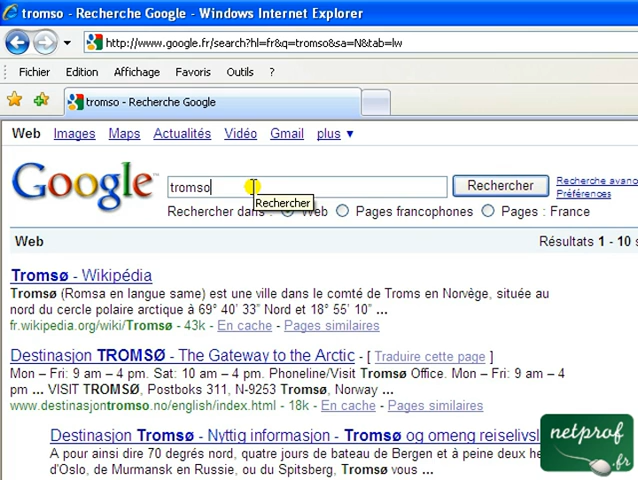 tromso - Recherche Google - Windows Internet Explorer
http://www.google.fr/search?hl=fr&q=tromso&sa=N&tab=lw
Fichier Edition Affichage Favoris Outils ?
tromso - Recherche Google
Web Images Maps Actualités Vidéo Gmail plus ▼
Google™ tromso Rechercher Recherche avanc
Préférences
Rechercher
Rechercher dans : Web Pages francophones Pages : France
Web Résultats 1 - 10 s
Tromsø - Wikipédia
Tromsø (Romsa en langue same) est une ville dans le comté de Troms en Norvège, située au
nord du cercle polaire arctique à 69° 40′ 33″ Nord et 18° 55′ 10″ ...
fr.wikipedia.org/wiki/Tromsø - 43k - En cache - Pages similaires
Destinasjon TROMSØ - The Gateway to the Arctic - [ Traduire cette page ]
Mon – Fri: 9 am – 4 pm. Sat: 10 am – 4 pm. Phoneline/Visit Tromsø Office. Mon – Fri: 9 am – 4
pm ... VISIT TROMSØ, Postboks 311, N-9253 Tromsø, Norway ...
www.destinasjontromso.no/english/index.html - 18k - En cache - Pages similaires
Destinasjon Tromsø - Nyttig informasjon - Tromsø og omeng reiselivsl
A pour ainsi dire 70 degrés nord, quatre jours de bateau de Bergen et à peine deux he
d'Oslo, de Murmansk en Russie, ou du Spitsberg, Tromsø vous ...
netprof
.fr